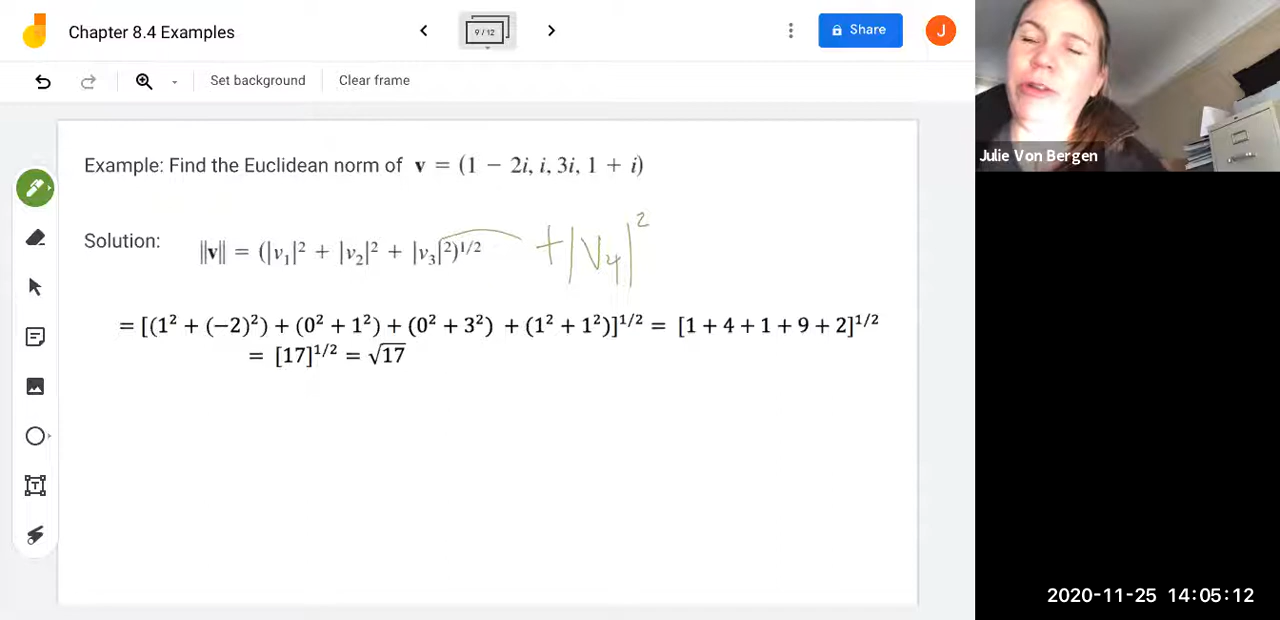 Chapter 8.4 Examples
9 / 12
Share
J
Set background
Clear frame
Example: Find the Euclidean norm of v = (1 − 2i, i, 3i, 1 + i)
Solution: ‖v‖ = (|v₁|² + |v₂|² + |v₃|²)^1/2 + |V₄|²
= [(1² + (−2)²) + (0² + 1²) + (0² + 3²) + (1² + 1²)]^1/2 = [1 + 4 + 1 + 9 + 2]^1/2
= [17]^1/2 = √17
Julie Von Bergen
2020-11-25 14:05:12